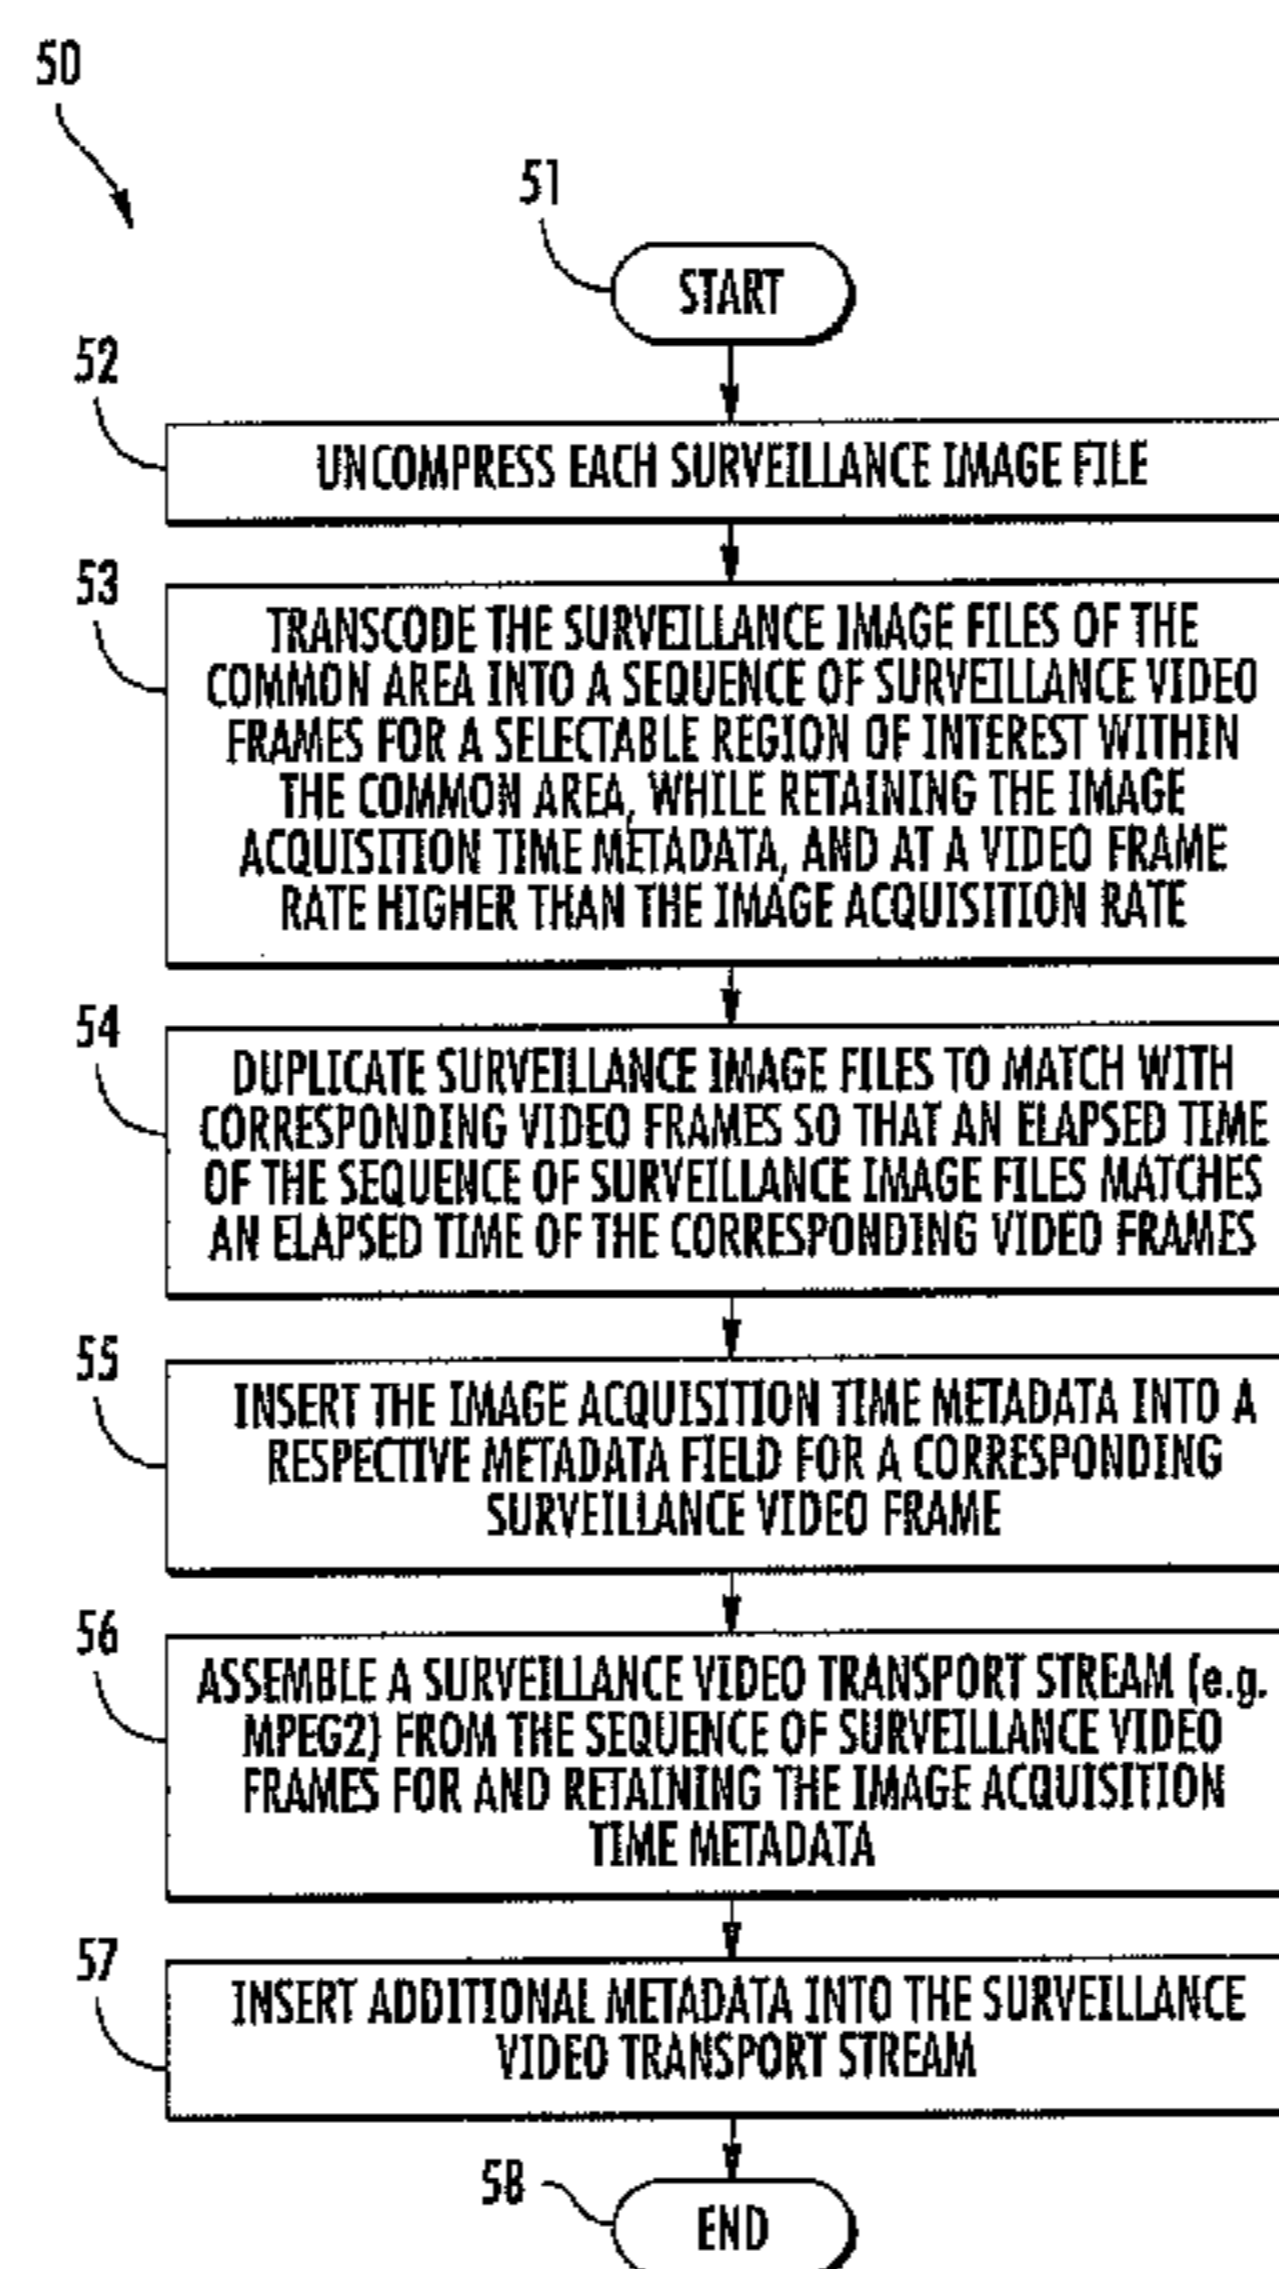 50
51
START
52
UNCOMPRESS EACH SURVEILLANCE IMAGE FILE
53
TRANSCODE THE SURVEILLANCE IMAGE FILES OF THE
COMMON AREA INTO A SEQUENCE OF SURVEILLANCE VIDEO
FRAMES FOR A SELECTABLE REGION OF INTEREST WITHIN
THE COMMON AREA, WHILE RETAINING THE IMAGE
ACQUISITION TIME METADATA, AND AT A VIDEO FRAME
RATE HIGHER THAN THE IMAGE ACQUISITION RATE
54
DUPLICATE SURVEILLANCE IMAGE FILES TO MATCH WITH
CORRESPONDING VIDEO FRAMES SO THAT AN ELAPSED TIME
OF THE SEQUENCE OF SURVEILLANCE IMAGE FILES MATCHES
AN ELAPSED TIME OF THE CORRESPONDING VIDEO FRAMES
55
INSERT THE IMAGE ACQUISITION TIME METADATA INTO A
RESPECTIVE METADATA FIELD FOR A CORRESPONDING
SURVEILLANCE VIDEO FRAME
56
ASSEMBLE A SURVEILLANCE VIDEO TRANSPORT STREAM (e.g.
MPEG2) FROM THE SEQUENCE OF SURVEILLANCE VIDEO
FRAMES FOR AND RETAINING THE IMAGE ACQUISITION
TIME METADATA
57
INSERT ADDITIONAL METADATA INTO THE SURVEILLANCE
VIDEO TRANSPORT STREAM
58
END